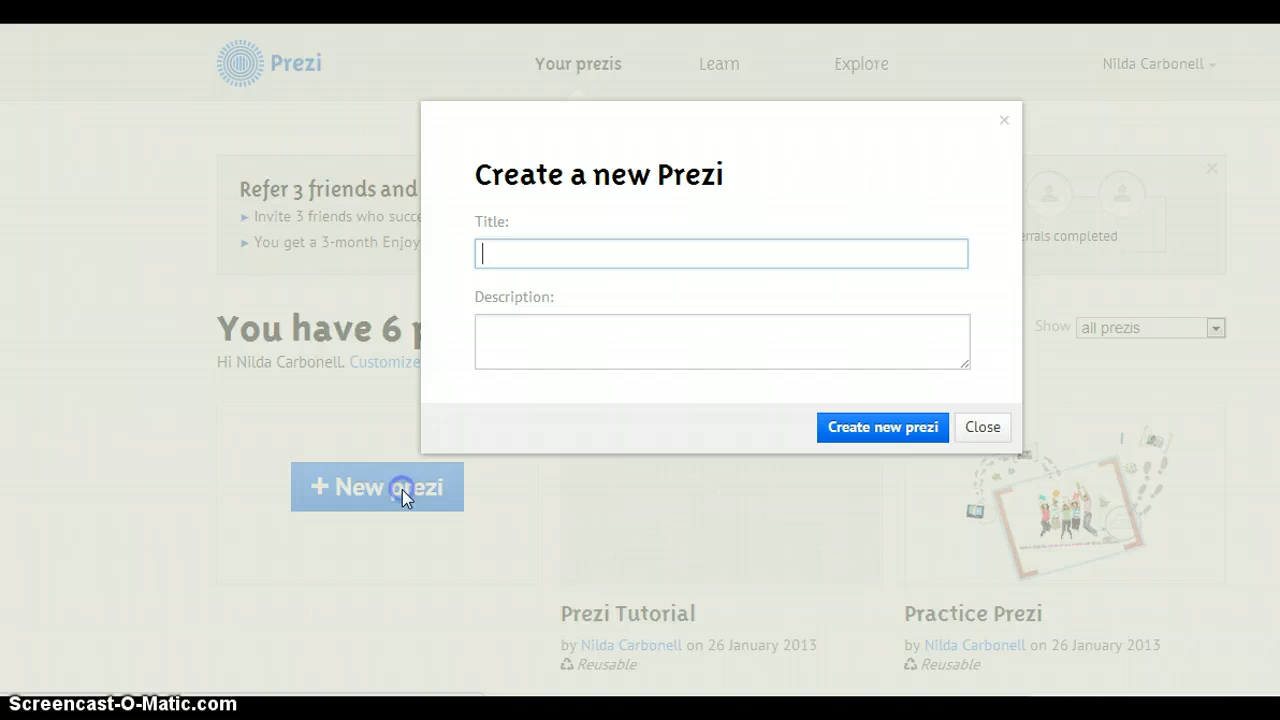 Prezi
Your prezis
Learn
Explore
Nilda Carbonell
Create a new Prezi
Title:
Description:
Create new prezi
Close
Refer 3 friends and
Invite 3 friends who
You get a 3-month Enjoy
completed
You have 6
Hi Nilda Carbonell. Customize
Show
all prezis
+ New prezi
Prezi Tutorial
by Nilda Carbonell on 26 January 2013
Reusable
Practice Prezi
by Nilda Carbonell on 26 January 2013
Reusable
Screencast-O-Matic.com